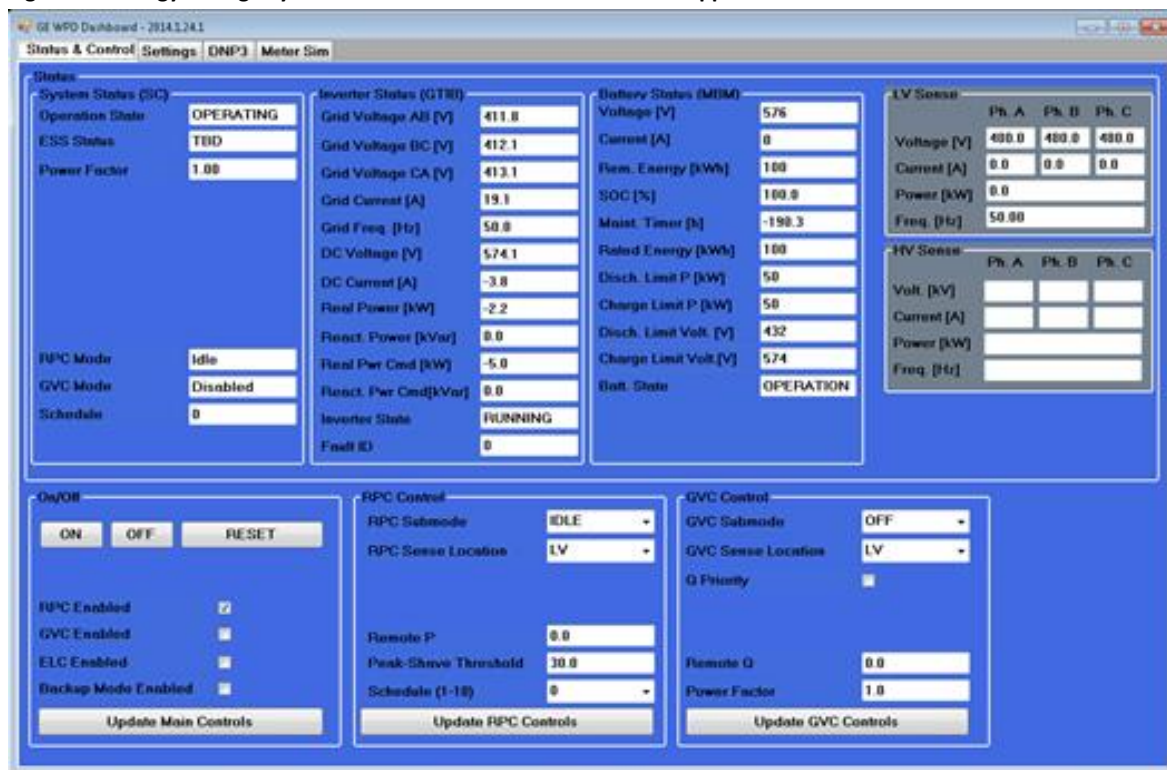 GE WPD Dashboard - 2014.1.24.1
Status & Control Settings DNP3 Meter Sim
Status
System Status (SC)
Operation State OPERATING
ESS Status TBD
Power Factor 1.00
RPC Mode Idle
GVC Mode Disabled
Schedule 0
Inverter Status (GTIB)
Grid Voltage AB [V] 411.8
Grid Voltage BC [V] 412.1
Grid Voltage CA [V] 413.1
Grid Current [A] 19.1
Grid Freq. [Hz] 50.0
DC Voltage [V] 574.1
DC Current [A] -3.8
Real Power [kW] -2.2
React. Power [kVar] 0.0
Real Pwr Cmd [kW] -5.0
React. Pwr Cmd[kVar] 0.0
Inverter State RUNNING
Fault ID 0
Battery Status (MBM)
Voltage [V] 576
Current [A] 0
Rem. Energy [kWh] 100
SOC [%] 100.0
Maint. Timer [h] -190.3
Rated Energy [kWh] 100
Disch. Limit P [kW] 50
Charge Limit P [kW] 50
Disch. Limit Volt. [V] 432
Charge Limit Volt.[V] 574
Batt. State OPERATION
LV Sense
Ph. A Ph. B Ph. C
Voltage [V] 480.0 480.0 480.0
Current [A] 0.0 0.0 0.0
Power [kW] 0.0
Freq. [Hz] 50.00
HV Sense
Ph. A Ph. B Ph. C
Volt. [kV]
Current [A]
Power [kW]
Freq. [Hz]
On/Off
ON OFF RESET
RPC Enabled
GVC Enabled
ELC Enabled
Backup Mode Enabled
Update Main Controls
RPC Control
RPC Submode IDLE
RPC Sense Location LV
Remote P 0.0
Peak-Shave Threshold 30.0
Schedule (1-10) 0
Update RPC Controls
GVC Control
GVC Submode OFF
GVC Sense Location LV
Q Priority
Remote Q 0.0
Power Factor 1.0
Update GVC Controls